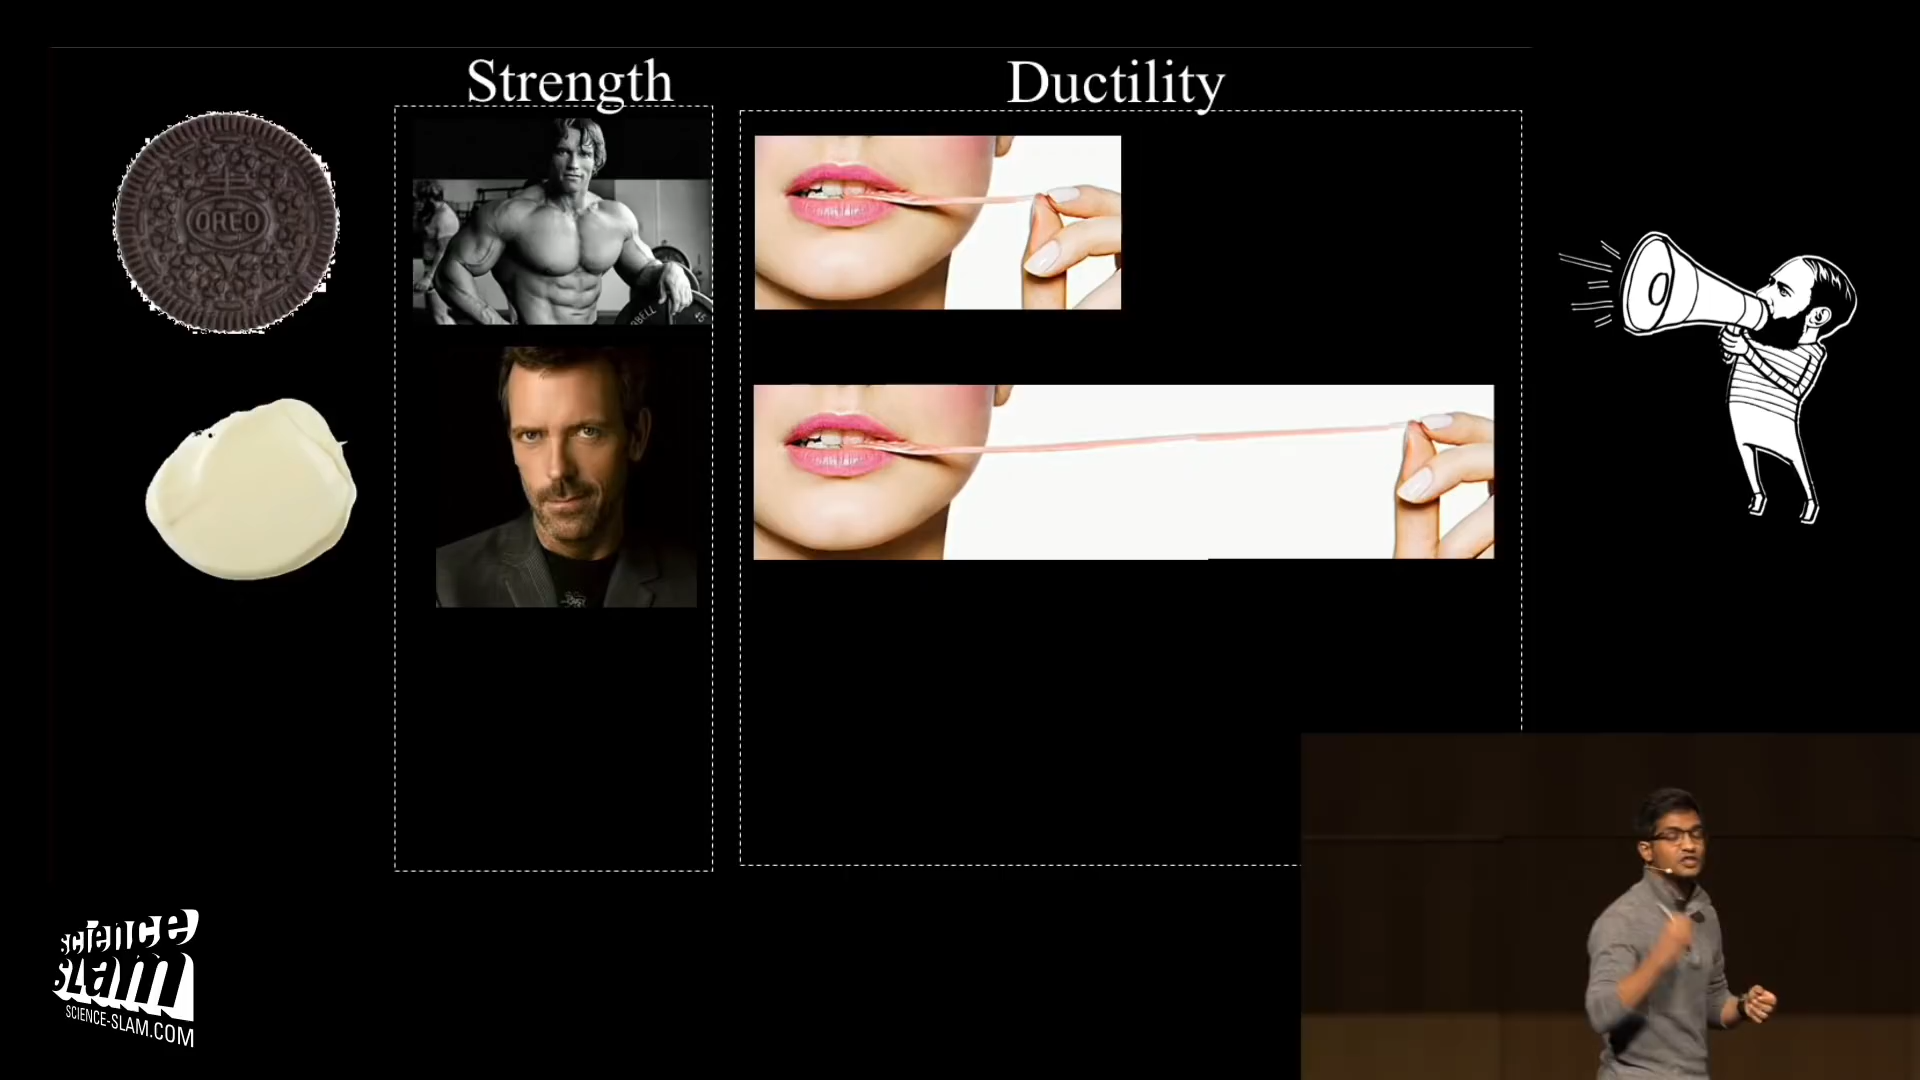 Strength
Ductility
OREO
science
slam
SCIENCE-SLAM.COM